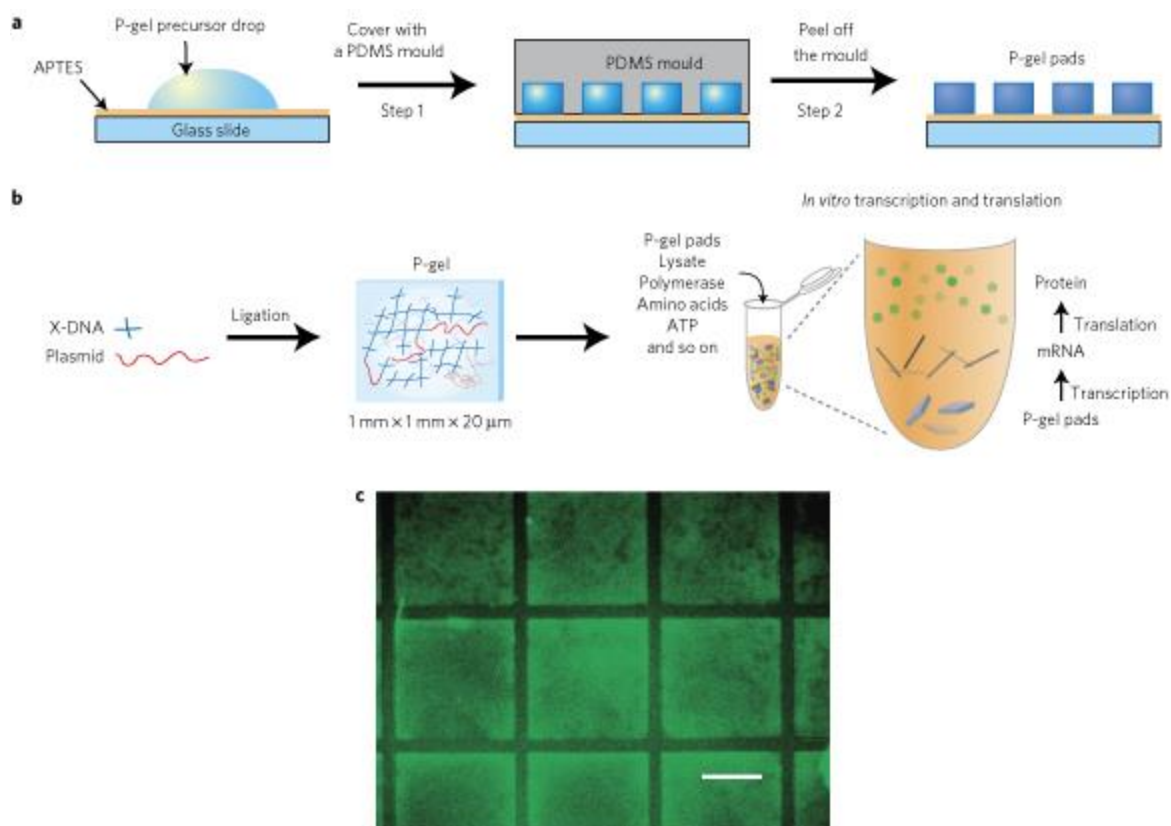 a
P-gel precursor drop
APTES
Glass slide
Cover with
a PDMS mould
Step 1
PDMS mould
Peel off
the mould
Step 2
P-gel pads
b
X-DNA
Plasmid
Ligation
P-gel
1 mm × 1 mm × 20 μm
P-gel pads
Lysate
Polymerase
Amino acids
ATP
and so on
In vitro transcription and translation
Protein
Translation
mRNA
Transcription
P-gel pads
c